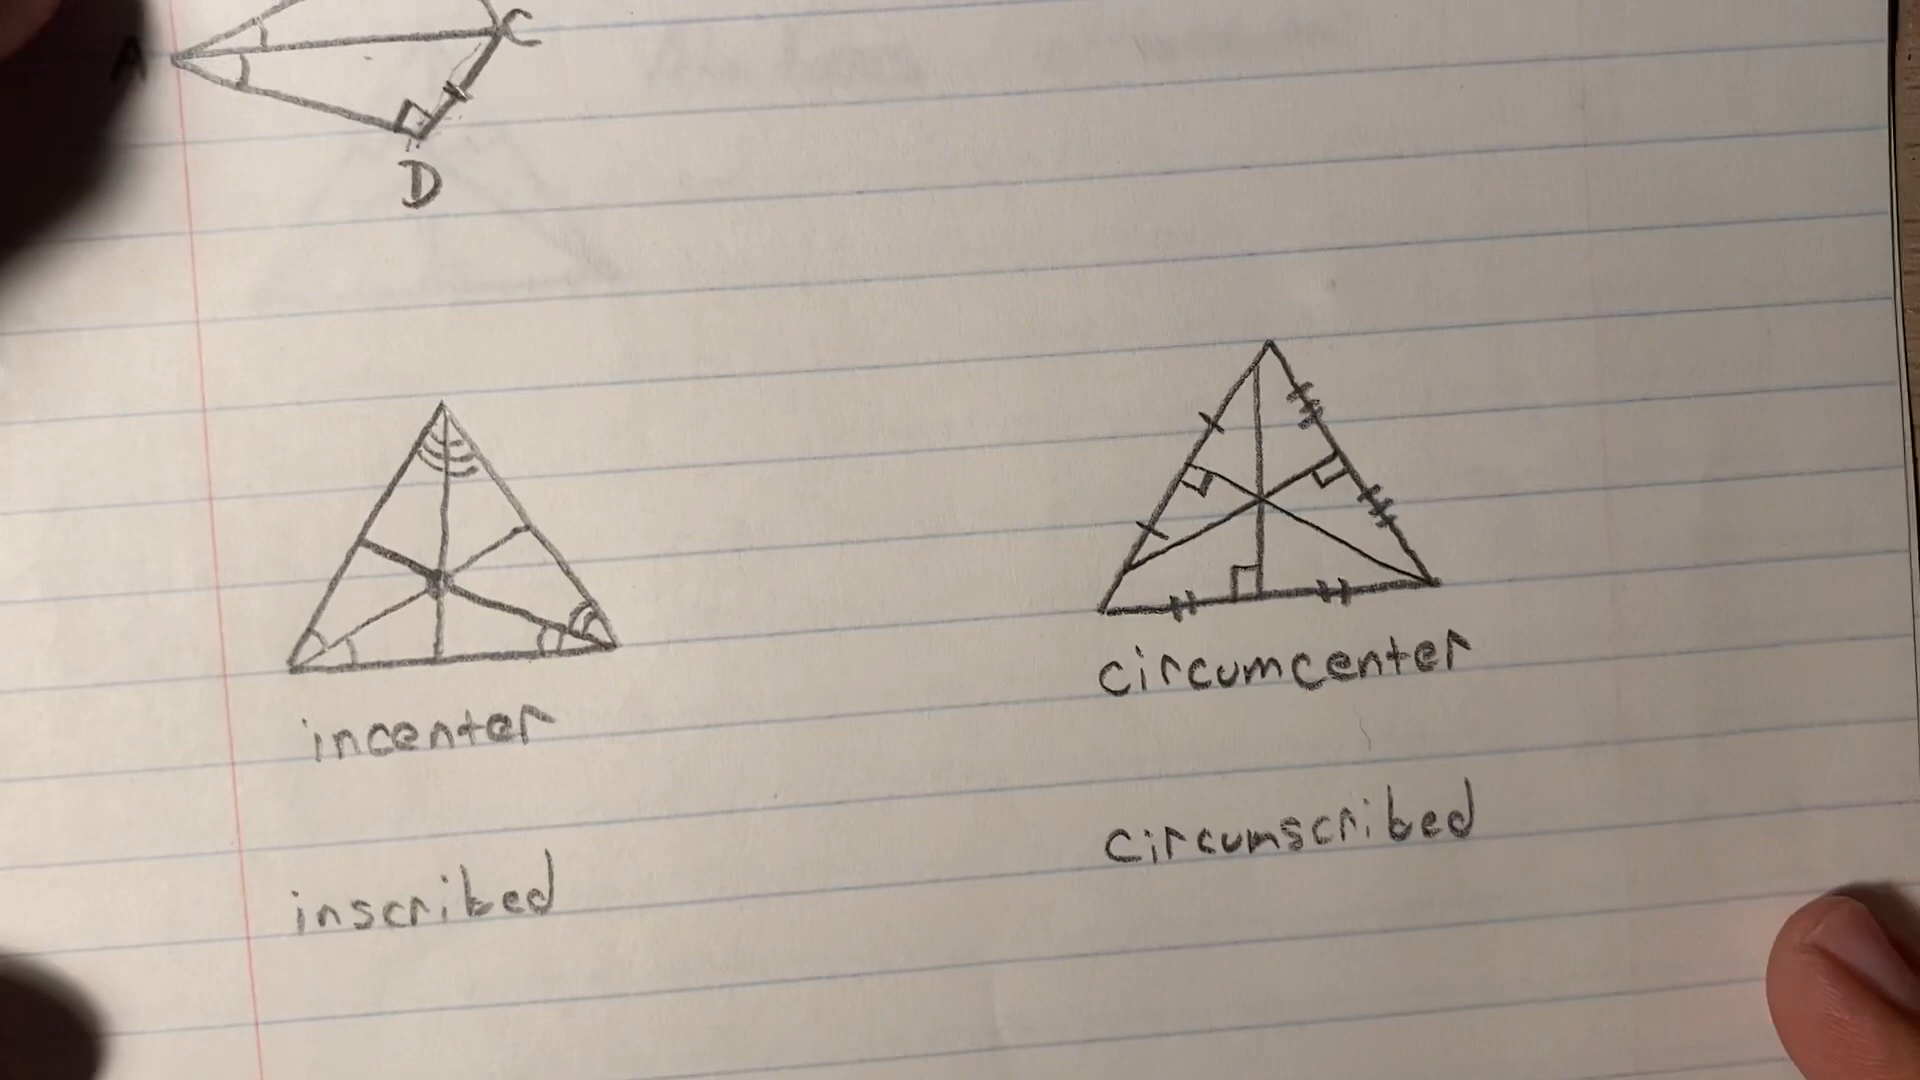 A
C
D
incenter
circumcenter
inscribed
circumscribed